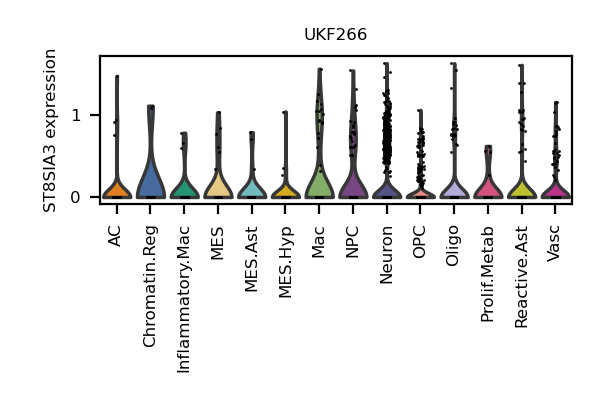 UKF266
ST8SIA3 expression
1
0
AC
Chromatin.Reg
Inflammatory.Mac
MES
MES.Ast
MES.Hyp
Mac
NPC
Neuron
OPC
Oligo
Prolif.Metab
Reactive.Ast
Vasc